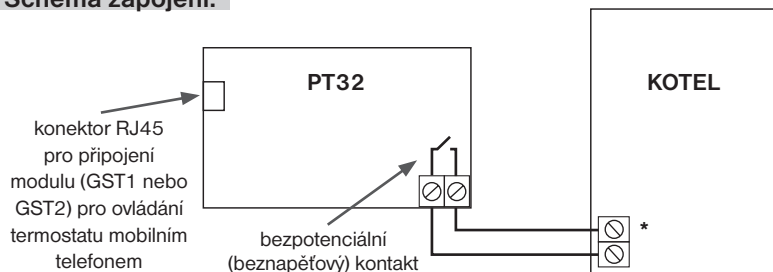 Schéma zapojení:
PT32
KOTEL
konektor RJ45
pro připojení
modulu (GST1 nebo
GST2) pro ovládání
termostatu mobilním
telefonem
bezpotenciální
(beznapěťový) kontakt
*